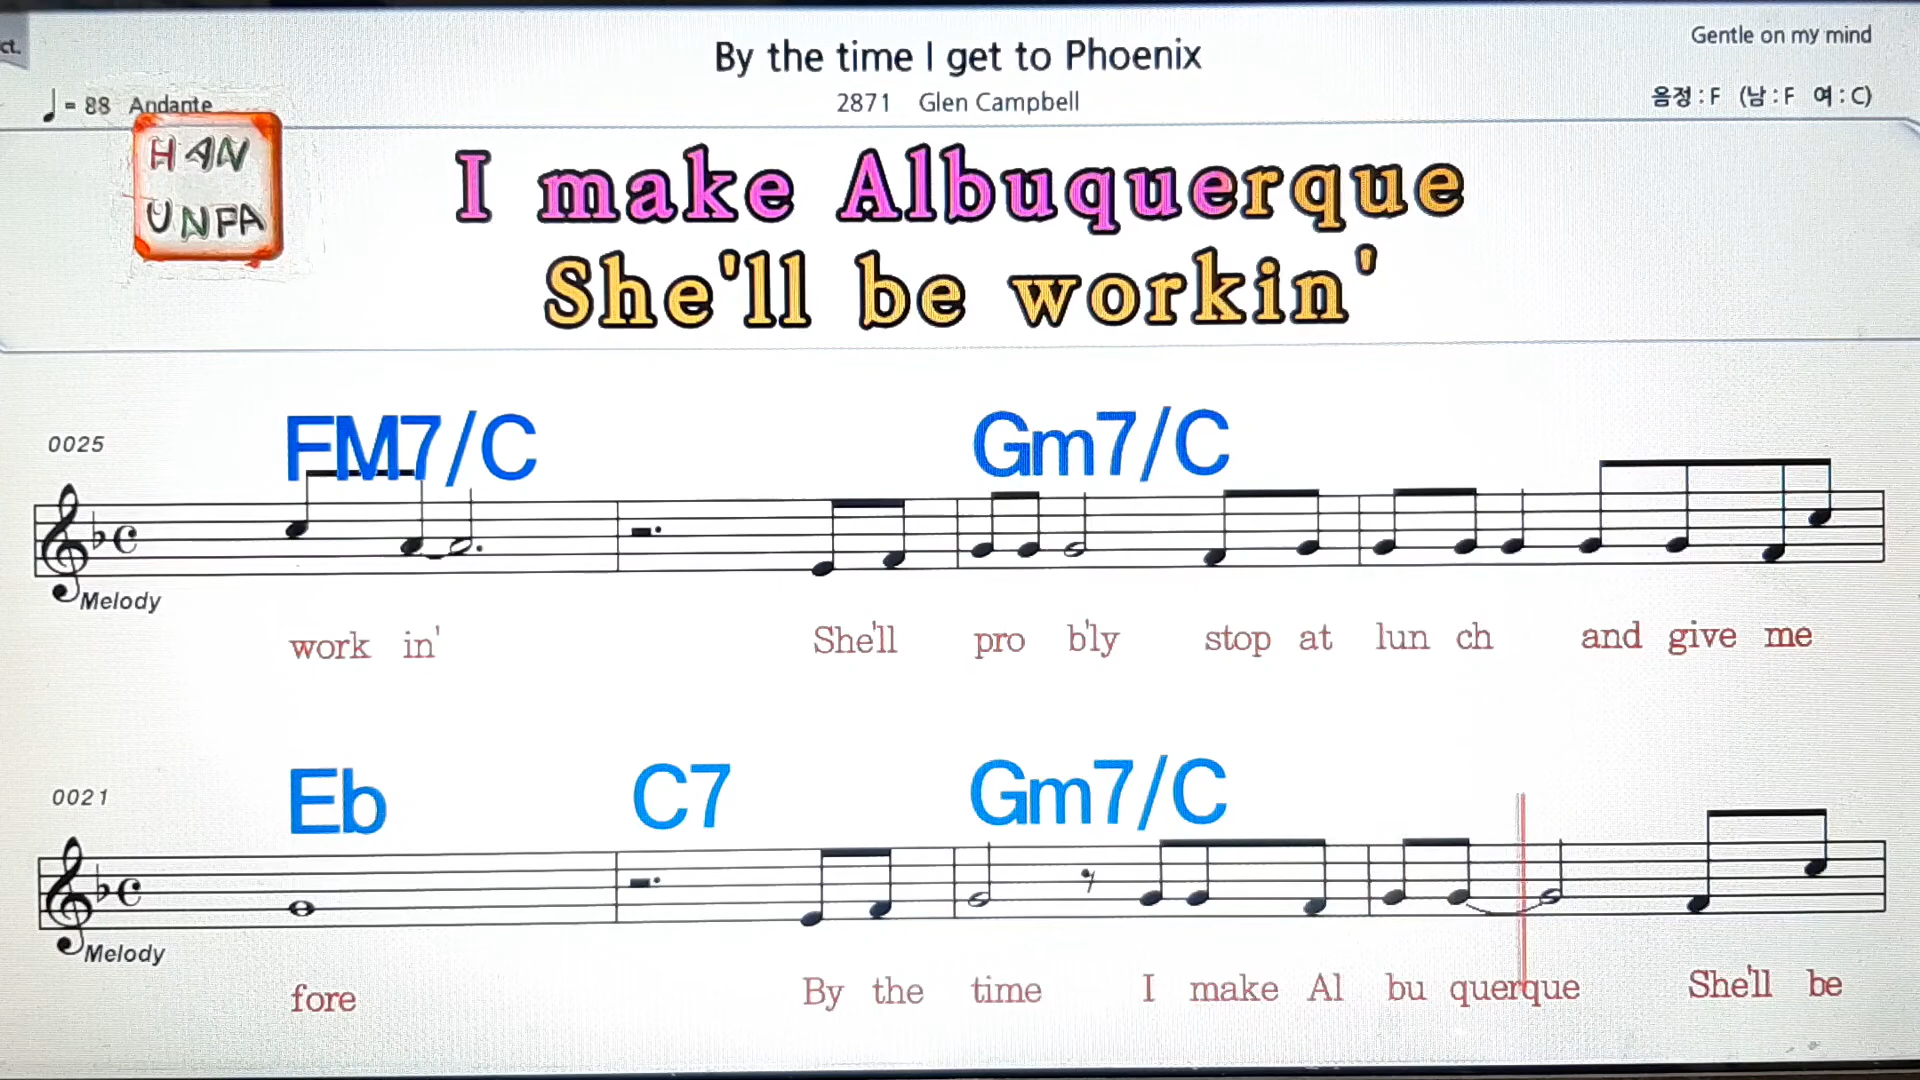 ct.
By the time I get to Phoenix
Gentle on my mind
♩ = 88 Andante
2871 Glen Campbell
음정 : F (남 : F 여 : C)
HAN
UNFA
I make Albuquerque
She'll be workin'
0025
FM7/C Gm7/C
Melody
work in' She'll pro b'ly stop at lun ch and give me
0021
Eb C7 Gm7/C
Melody
fore By the time I make Al bu querque She'll be